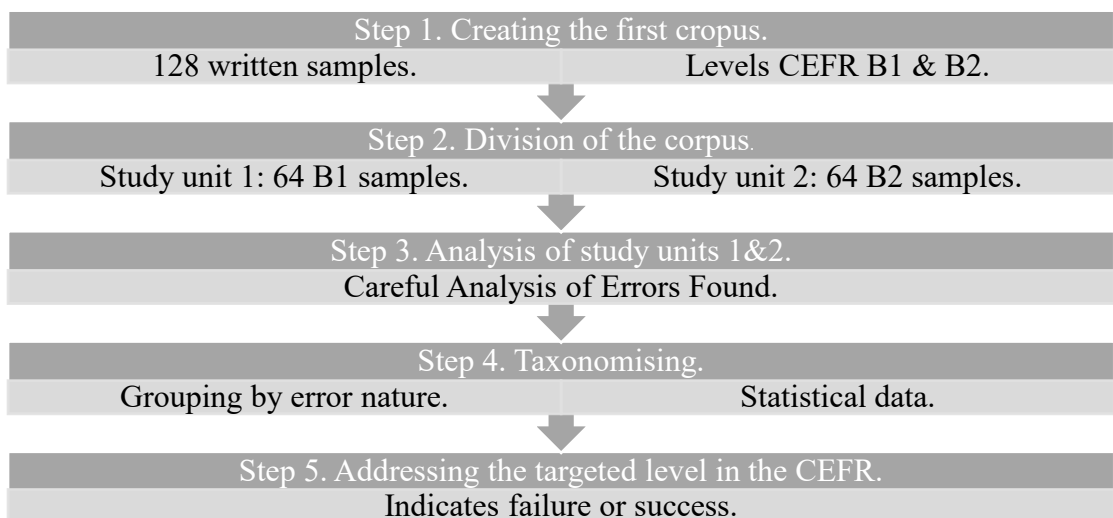 Step 1. Creating the first cropus.
128 written samples. Levels CEFR B1 & B2.
Step 2. Division of the corpus.
Study unit 1: 64 B1 samples. Study unit 2: 64 B2 samples.
Step 3. Analysis of study units 1&2.
Careful Analysis of Errors Found.
Step 4. Taxonomising.
Grouping by error nature. Statistical data.
Step 5. Addressing the targeted level in the CEFR.
Indicates failure or success.